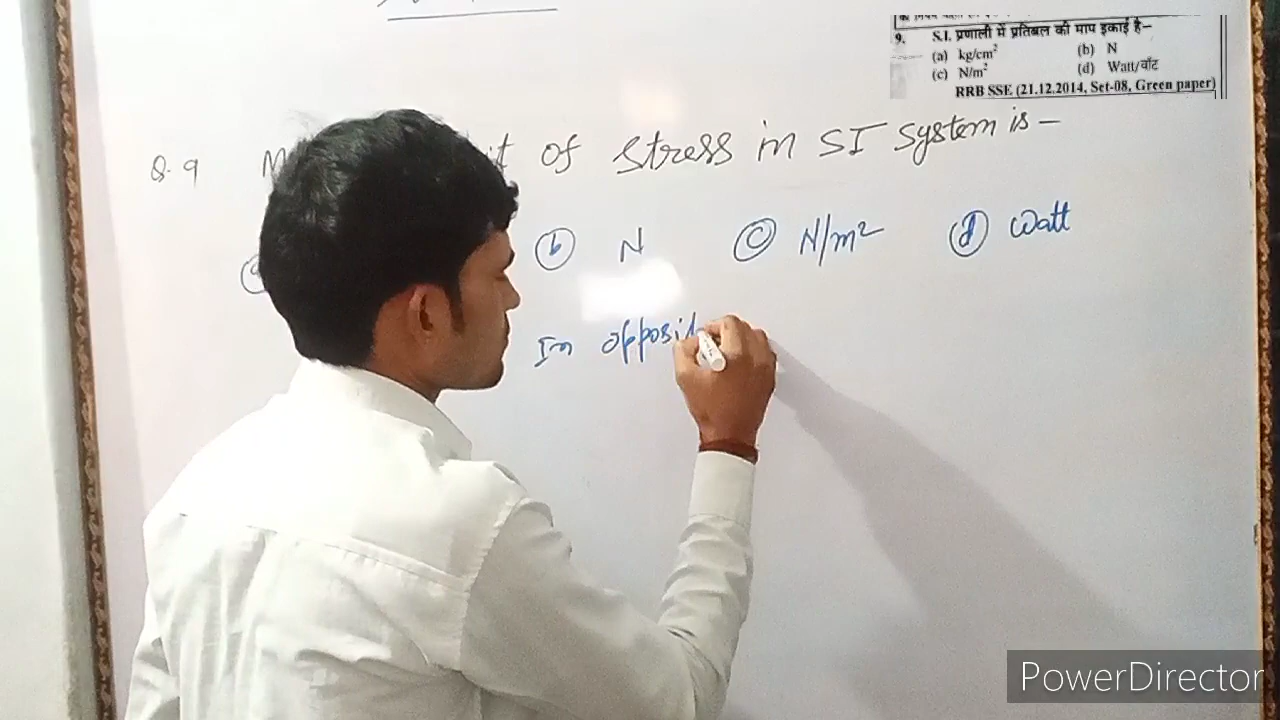 9. S.I. प्रणाली में प्रतिबल की माप इकाई है–
(a) kg/cm² (b) N
(c) N/m² (d) Watt/वॉट
RRB SSE (21.12.2014, Set-08, Green paper)
Q.9 of stress in SI System is –
(b) N (c) N/m² (d) Watt
In opposit
PowerDirector